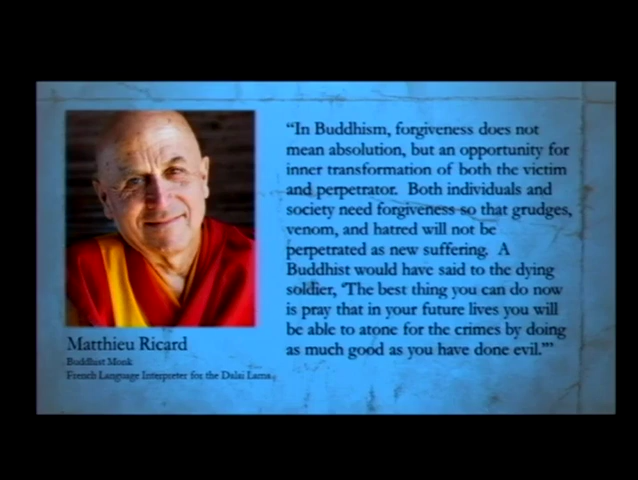 “In Buddhism, forgiveness does not
mean absolution, but an opportunity for
inner transformation of both the victim
and perpetrator.  Both individuals and
society need forgiveness so that grudges,
venom, and hatred will not be
perpetrated as new suffering.  A
Buddhist would have said to the dying
soldier, ‘The best thing you can do now
is pray that in your future lives you will
be able to atone for the crimes by doing
as much good as you have done evil.’”
Matthieu Ricard
Buddhist Monk
French Language Interpreter for the Dalai Lama